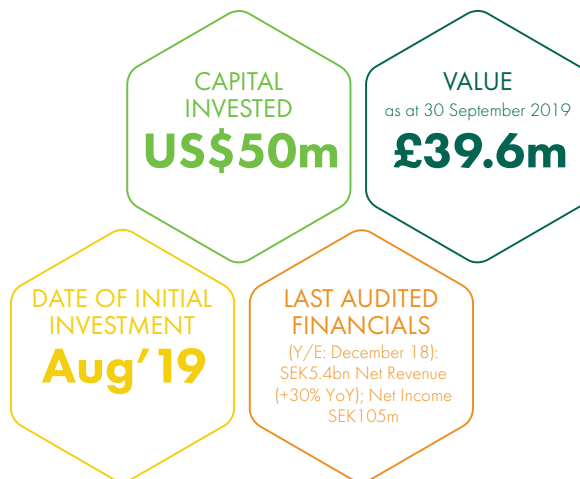 CAPITAL
INVESTED
US$50m
VALUE
as at 30 September 2019
£39.6m
DATE OF INITIAL
INVESTMENT
Aug’19
LAST AUDITED
FINANCIALS
(Y/E: December 18):
SEK5.4bn Net Revenue
(+30% YoY); Net Income
SEK105m